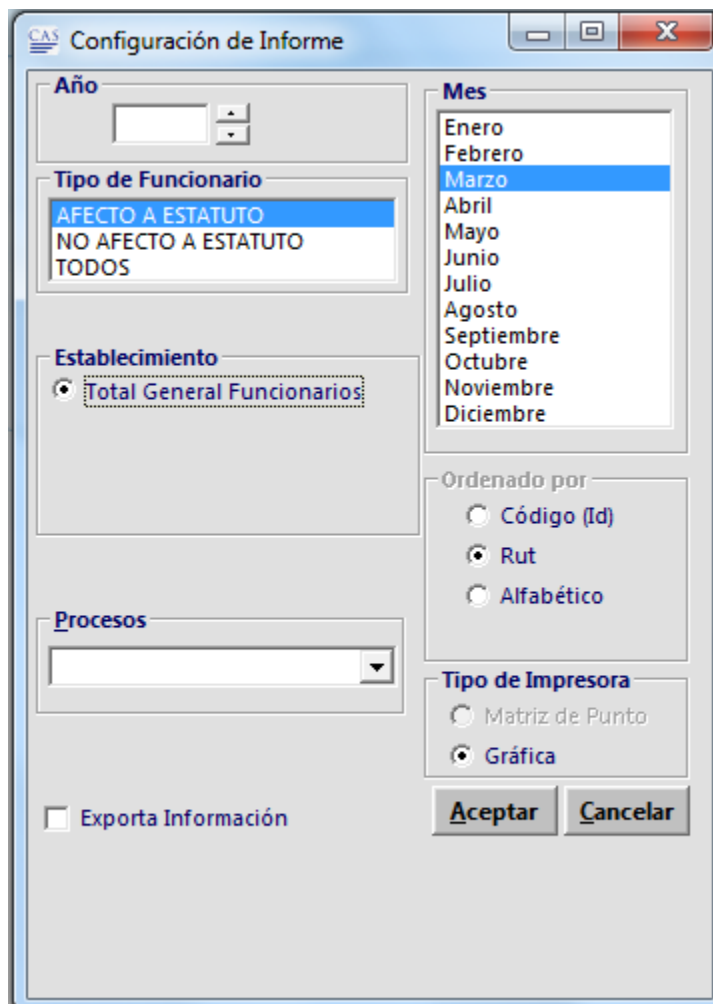 CAS
Configuración de Informe
Año
Tipo de Funcionario
AFECTO A ESTATUTO
NO AFECTO A ESTATUTO
TODOS
Establecimiento
Total General Funcionarios
Procesos
Exporta Información
Mes
Enero
Febrero
Marzo
Abril
Mayo
Junio
Julio
Agosto
Septiembre
Octubre
Noviembre
Diciembre
Ordenado por
Código (Id)
Rut
Alfabético
Tipo de Impresora
Matriz de Punto
Gráfica
Aceptar
Cancelar